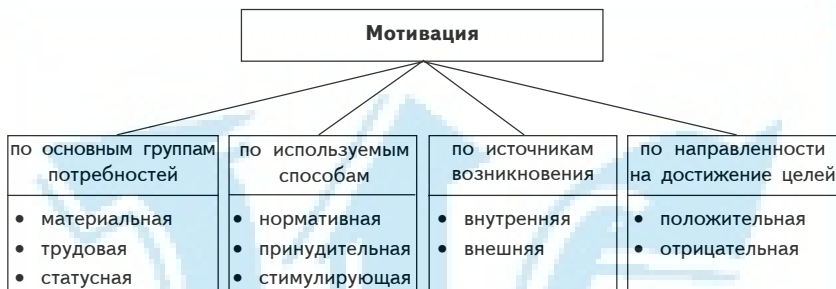 Мотивация
по основным группам
потребностей
• материальная
• трудовая
• статусная
по используемым
способам
• нормативная
• принудительная
• стимулирующая
по источникам
возникновения
• внутренняя
• внешняя
по направленности
на достижение целей
• положительная
• отрицательная